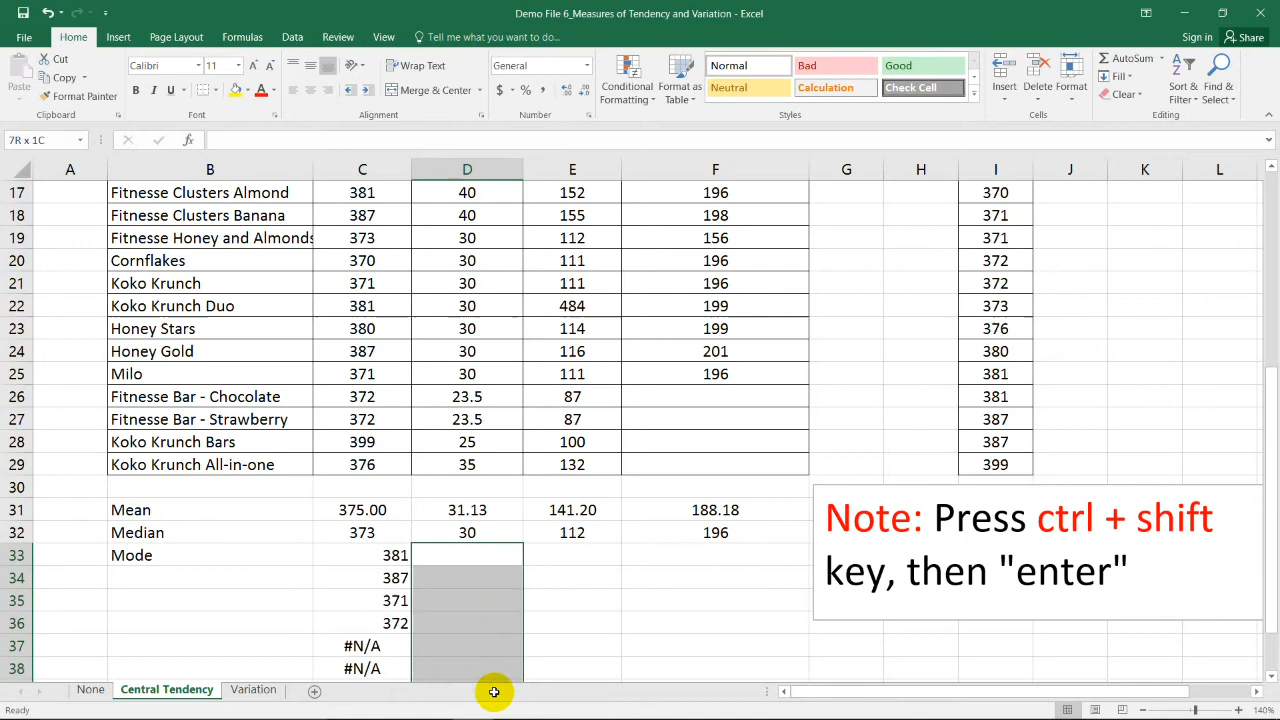 Demo File 6_Measures of Tendency and Variation - Excel
File Home Insert Page Layout Formulas Data Review View Tell me what you want to do... Sign in Share
Paste Cut Copy Format Painter Clipboard
Calibri 11 B I U A Font
Wrap Text Merge & Center Alignment
General $ % , Number
Conditional Formatting Format as Table
Normal Bad Good
Neutral Calculation Check Cell
Styles
Insert Delete Format Cells
AutoSum Fill Clear Sort & Filter Find & Select Editing
7R x 1C fx
A B C D E F G H I J K L
17 Fitnesse Clusters Almond 381 40 152 196 370
18 Fitnesse Clusters Banana 387 40 155 198 371
19 Fitnesse Honey and Almonds 373 30 112 156 371
20 Cornflakes 370 30 111 196 372
21 Koko Krunch 371 30 111 196 372
22 Koko Krunch Duo 381 30 484 199 373
23 Honey Stars 380 30 114 199 376
24 Honey Gold 387 30 116 201 380
25 Milo 371 30 111 196 381
26 Fitnesse Bar - Chocolate 372 23.5 87 381
27 Fitnesse Bar - Strawberry 372 23.5 87 387
28 Koko Krunch Bars 399 25 100 387
29 Koko Krunch All-in-one 376 35 132 399
30
31 Mean 375.00 31.13 141.20 188.18
32 Median 373 30 112 196
33 Mode 381
34 387
35 371
36 372
37 #N/A
38 #N/A
Note: Press ctrl + shift
key, then "enter"
None Central Tendency Variation
Ready 140%